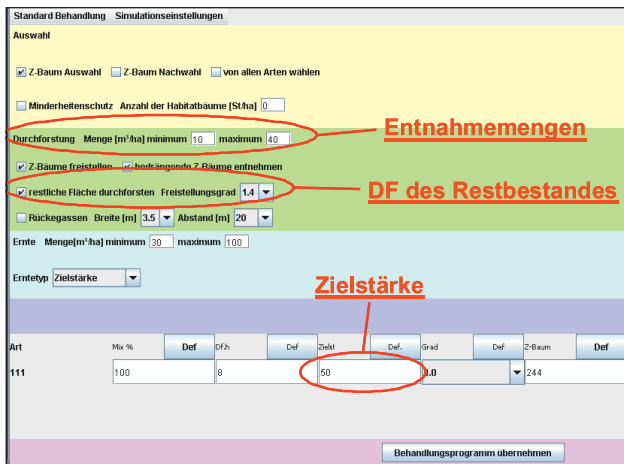 Standard Behandlung Simulationseinstellungen
Auswahl
Z-Baum Auswahl Z-Baum Nachwahl von allen Arten wählen
Minderheitenschutz Anzahl der Habitatbäume [St/ha] 0
Durchforstung Menge [m³/ha] minimum 10 maximum 40
Entnahmemengen
Z-Bäume freistellen bedrängende Z-Bäume entnehmen
restliche Fläche durchforsten Freistellungsgrad 1.4
DF des Restbestandes
Rückegassen Breite [m] 3.5 Abstand [m] 20
Ernte Menge[m³/ha] minimum 30 maximum 100
Erntetyp Zielstärke
Zielstärke
Art Mix % Def Df.h Def Zielst Def. Grad Def Z-Baum Def
111 100 8 50 1.0 244
Behandlungsprogramm übernehmen